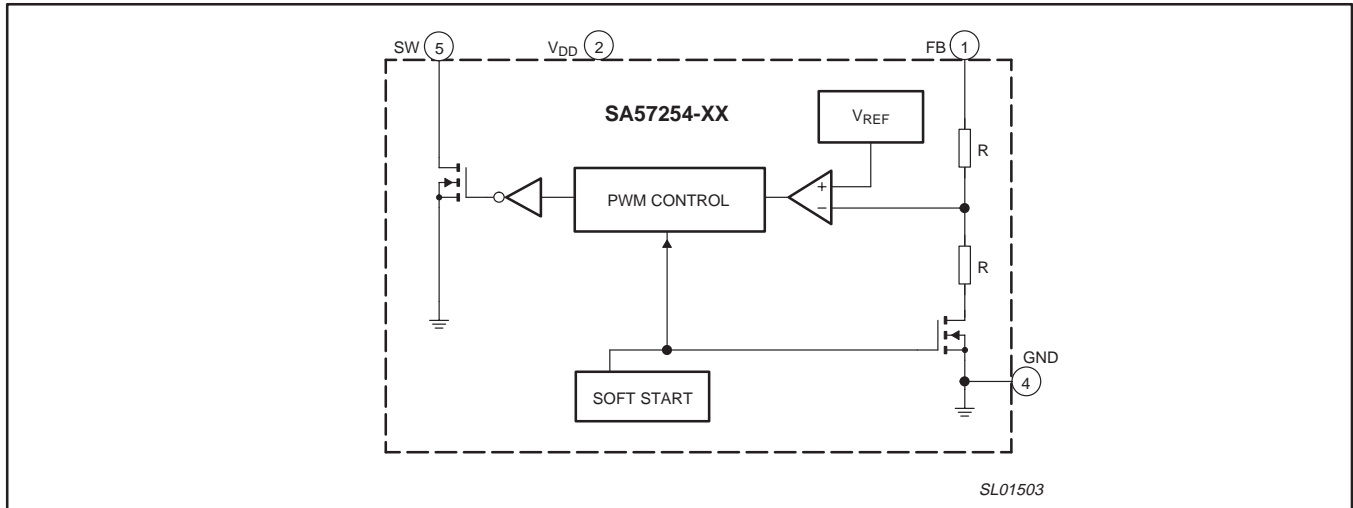 SW 5
VDD 2
FB 1
SA57254-XX
VREF
R
+
−
PWM CONTROL
R
GND
4
SOFT START
SL01503